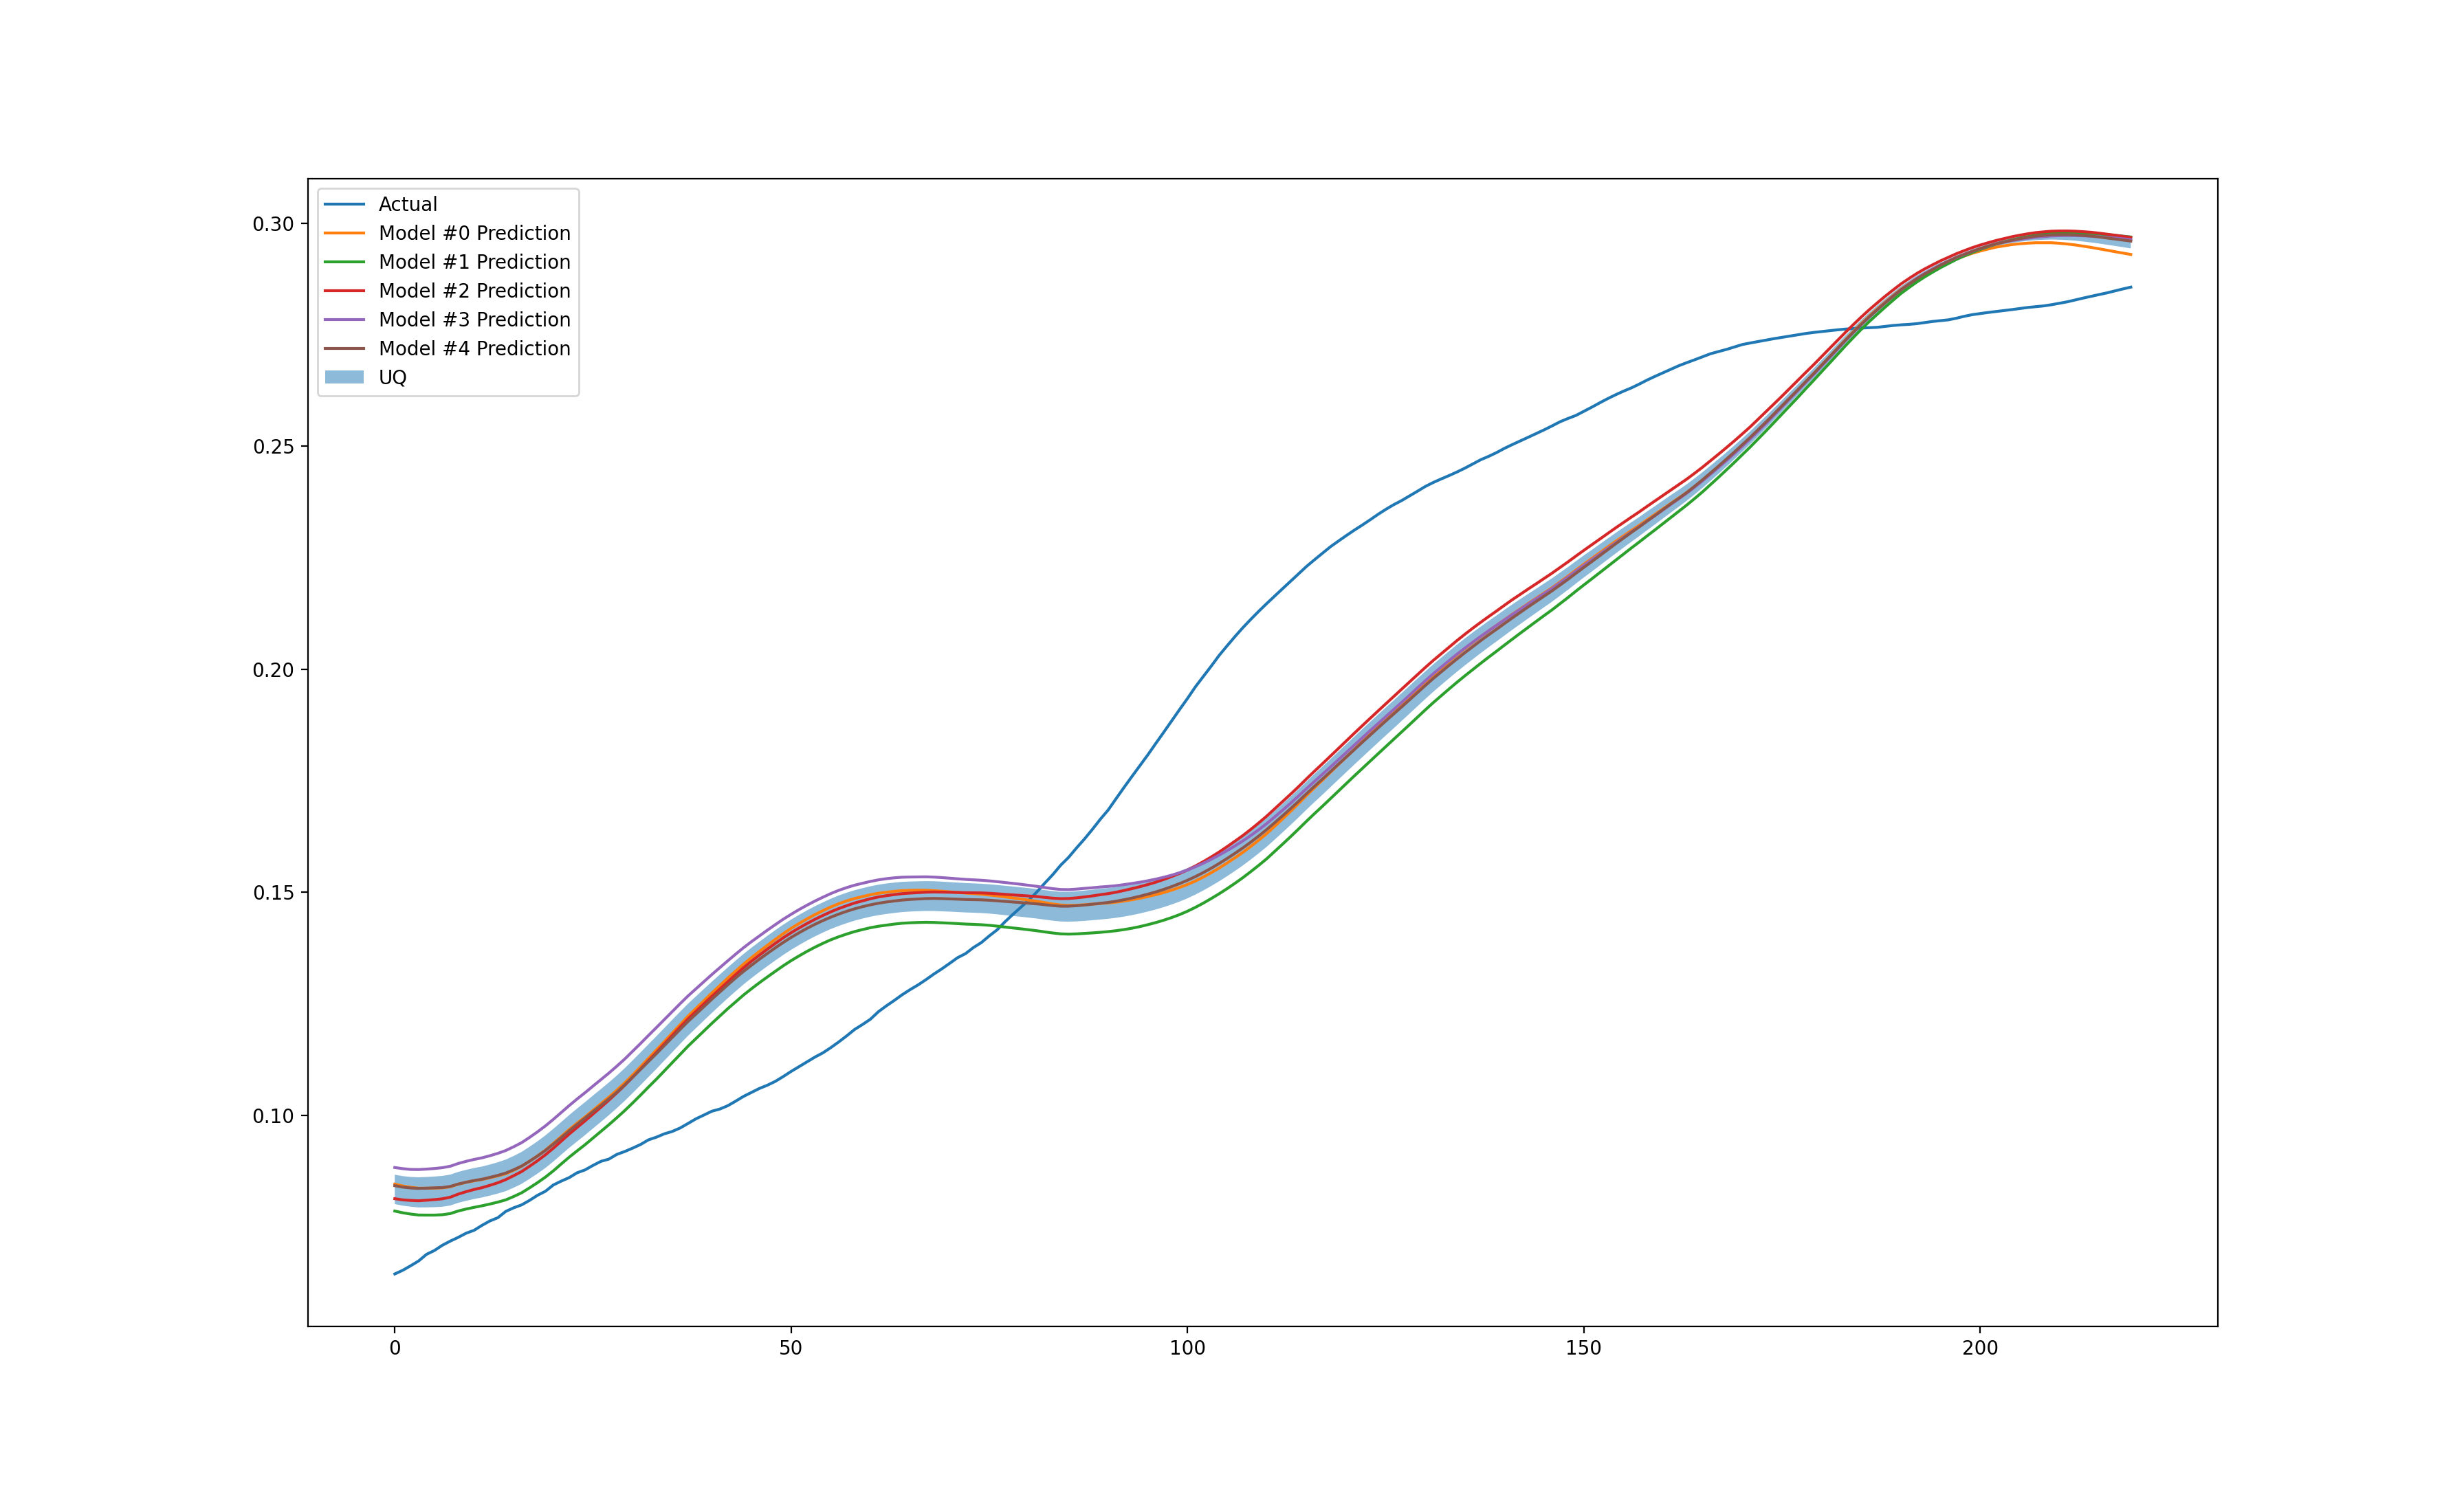 Actual
Model #0 Prediction
Model #1 Prediction
Model #2 Prediction
Model #3 Prediction
Model #4 Prediction
UQ
0.30
0.25
0.20
0.15
0.10
0
50
100
150
200